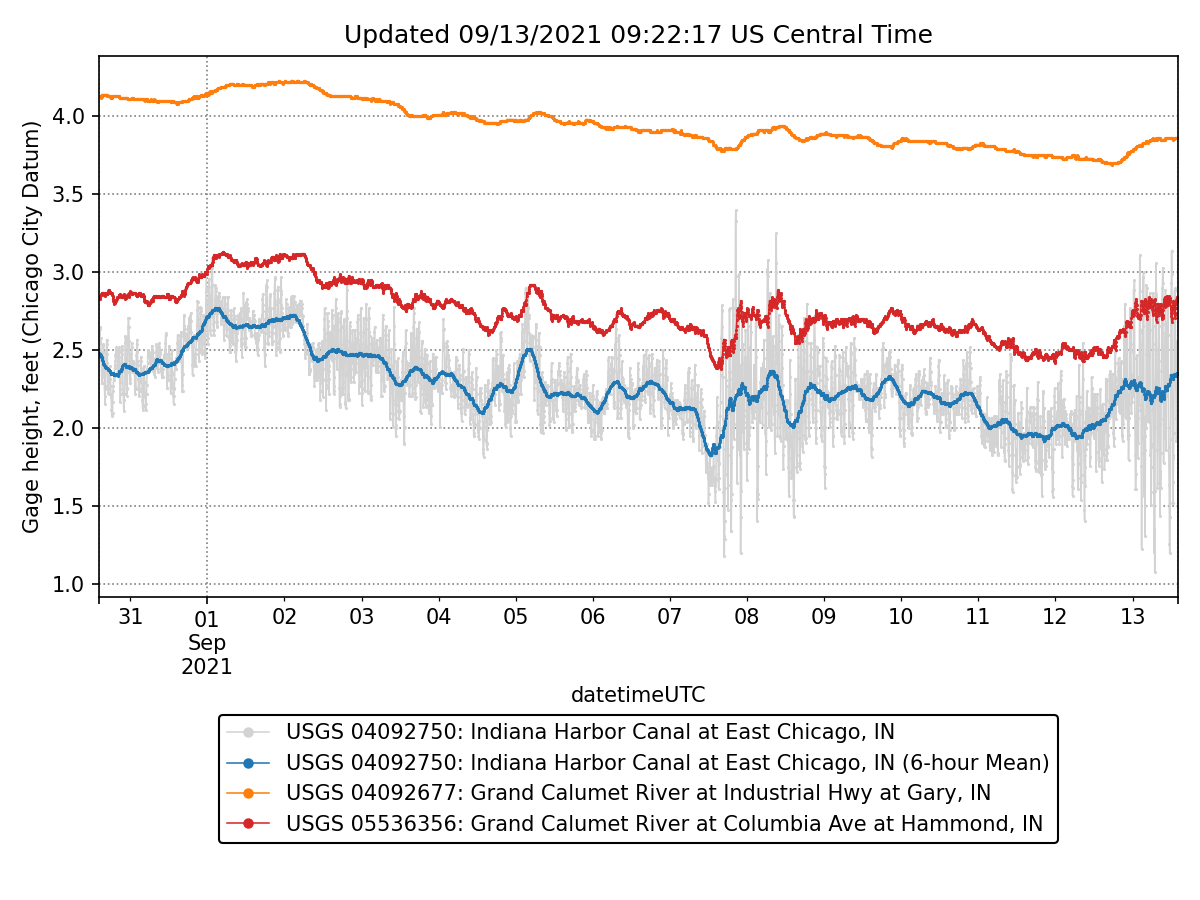 Updated 09/13/2021 09:22:17 US Central Time
Gage height, feet (Chicago City Datum)
4.0
3.5
3.0
2.5
2.0
1.5
1.0
31 01 02 03 04 05 06 07 08 09 10 11 12 13
Sep
2021
datetimeUTC
USGS 04092750: Indiana Harbor Canal at East Chicago, IN
USGS 04092750: Indiana Harbor Canal at East Chicago, IN (6-hour Mean)
USGS 04092677: Grand Calumet River at Industrial Hwy at Gary, IN
USGS 05536356: Grand Calumet River at Columbia Ave at Hammond, IN